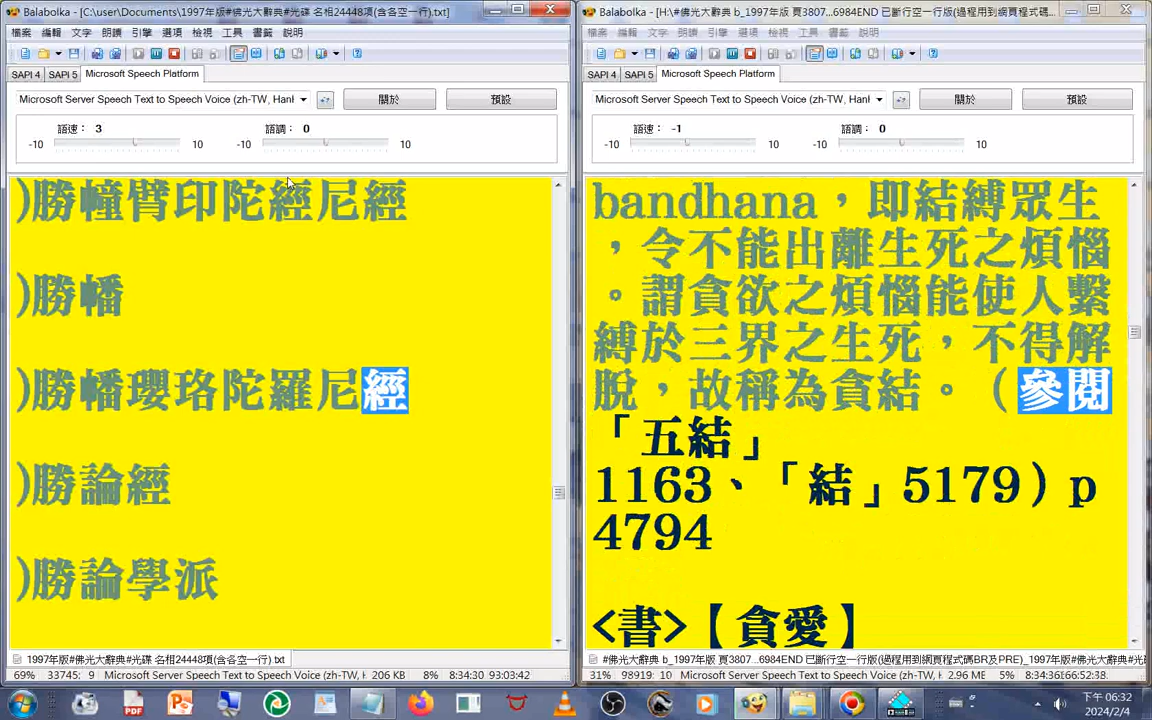 Balabolka - [C:\user\Documents\1997年版#佛光大辭典#光碟 名相24448項(含各空一行).txt]
檔案 編輯 文字 朗讀 引擎 選項 檢視 工具 書籤 說明
SAPI 4 SAPI 5 Microsoft Speech Platform
Microsoft Server Speech Text to Speech Voice (zh-TW, Hanl
關於 預設
語速： 3 語調： 0
-10 10 -10 10
)勝幢臂印陀經尼經
)勝幡
)勝幡瓔珞陀羅尼經
)勝論經
)勝論學派
1997年版#佛光大辭典#光碟 名相24448項(含各空一行).txt
69% 33745: 9 Microsoft Server Speech Text to Speech Voice (zh-TW, H 206 KB 8% 8:34:30 93:03:42
Balabolka - [H:\#佛光大辭典 b_1997年版 頁3807...6984END 已斷行空一行版(過程用到網頁程式碼...
檔案 編輯 文字 朗讀 引擎 選項 檢視 工具 書籤 說明
SAPI 4 SAPI 5 Microsoft Speech Platform
Microsoft Server Speech Text to Speech Voice (zh-TW, Hanl
關於 預設
語速： -1 語調： 0
-10 10 -10 10
bandhana，即結縛眾生
，令不能出離生死之煩惱
。謂貪欲之煩惱能使人繫
縛於三界之生死，不得解
脫，故稱為貪結。（參閱
「五結」
1163、「結」5179）p
4794
<書>【貪愛】
#佛光大辭典 b_1997年版 頁3807...6984END 已斷行空一行版(過程用到網頁程式碼BR及PRE)_1997年版#光
31% 98919: 10 Microsoft Server Speech Text to Speech Voice (zh-TW, H 2.96 ME 5% 8:34:36 66:52:38.
PDF
下午 06:32
2024/2/4